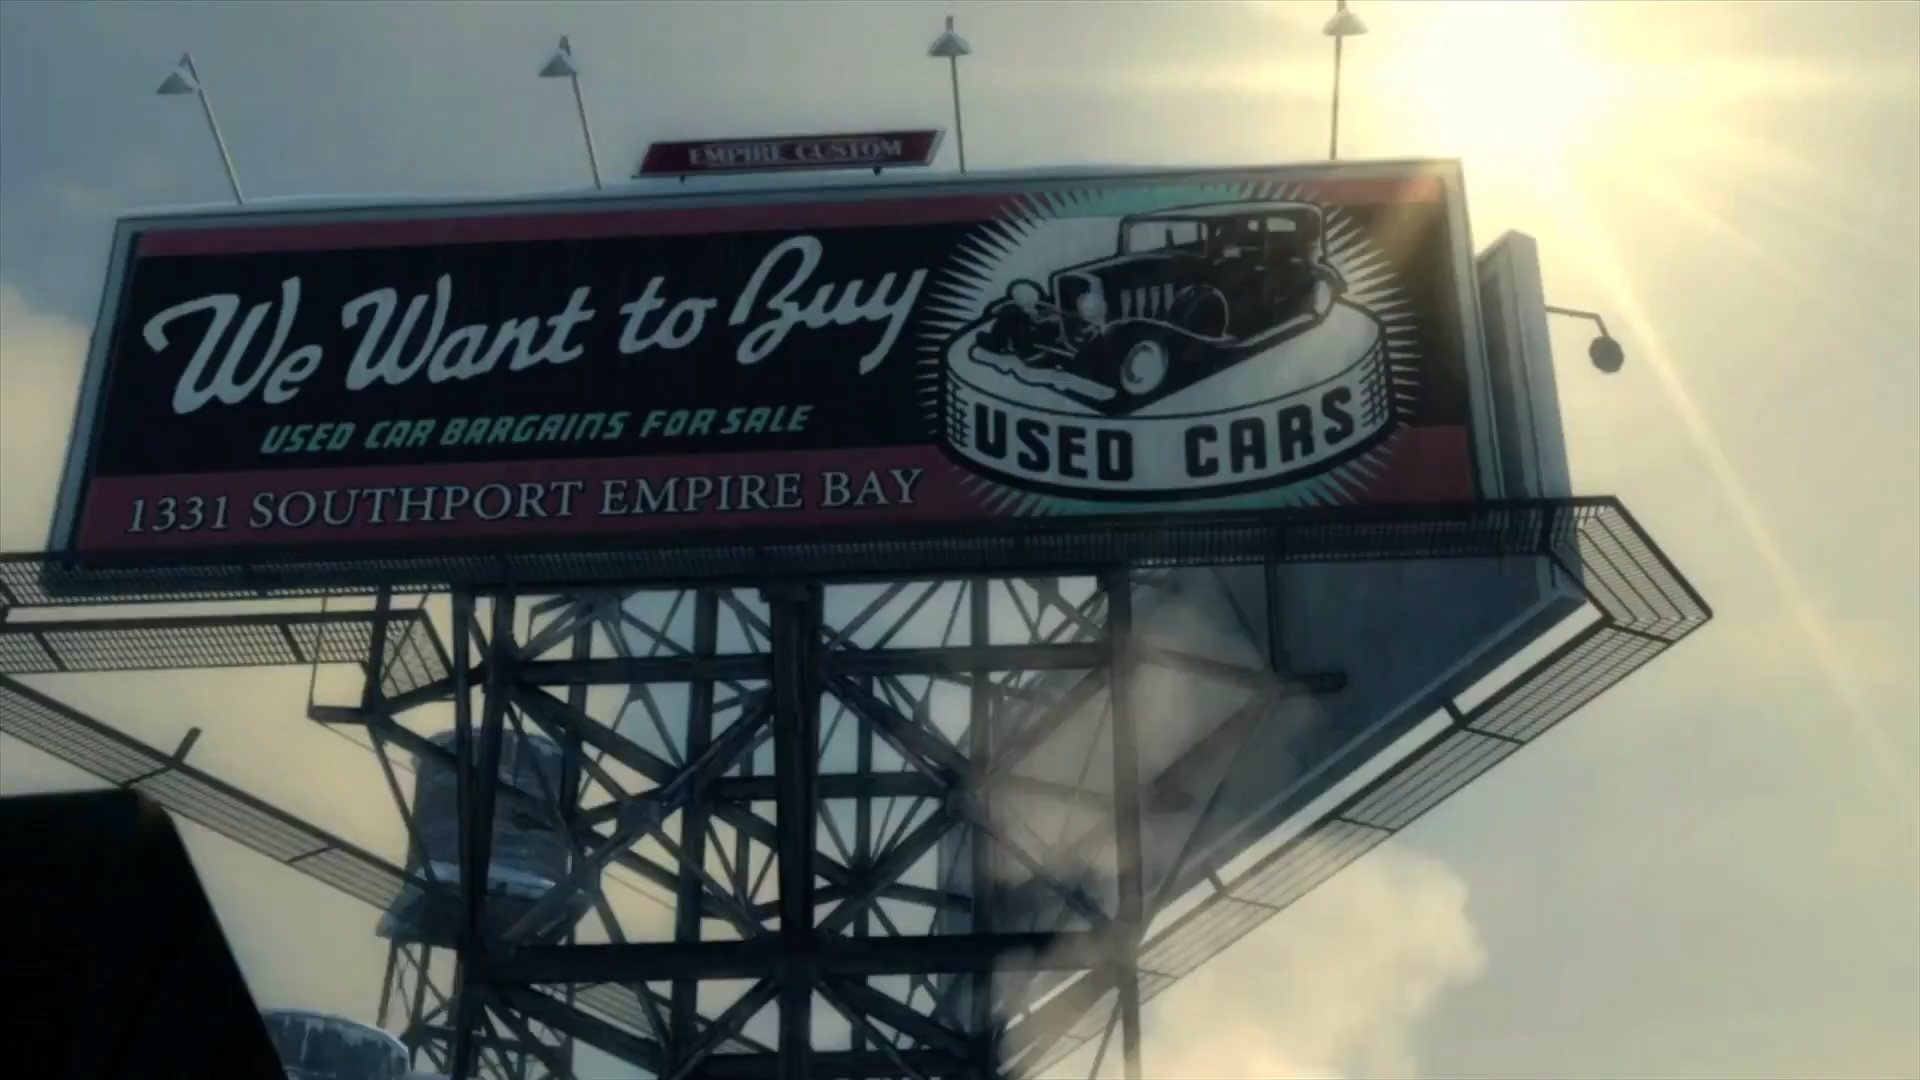 EMPIRE CUSTOM
We Want to Buy
USED CAR BARGAINS FOR SALE
1331 SOUTHPORT EMPIRE BAY
USED CARS